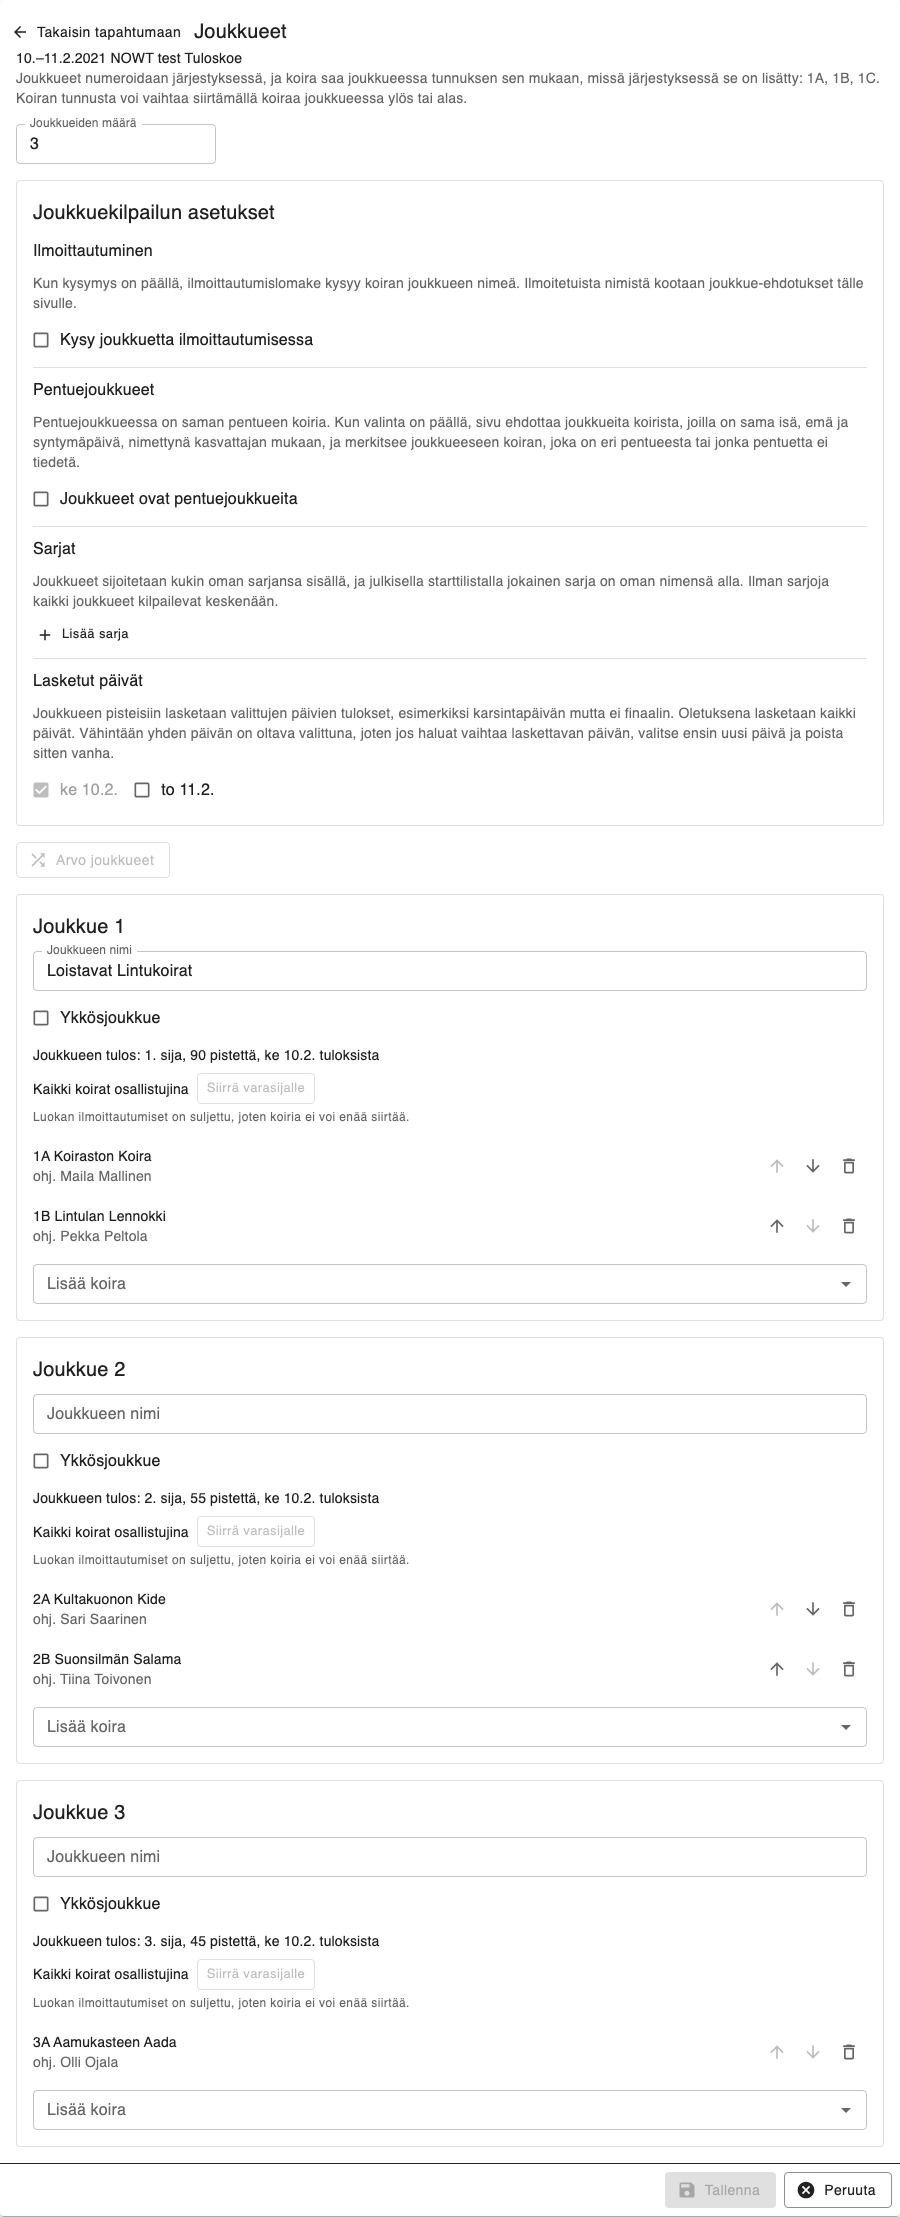 Takaisin tapahtumaan Joukkueet
10.–11.2.2021 NOWT test Tuloskoe
Joukkueet numeroidaan järjestyksessä, ja koira saa joukkueessa tunnuksen sen mukaan, missä järjestyksessä se on lisätty: 1A, 1B, 1C.
Koiran tunnusta voi vaihtaa siirtämällä koiraa joukkueessa ylös tai alas.
Joukkueiden määrä
3
Joukkuekilpailun asetukset
Ilmoittautuminen
Kun kysymys on päällä, ilmoittautumislomake kysyy koiran joukkueen nimeä. Ilmoitetuista nimistä kootaan joukkue-ehdotukset tälle
sivulle.
Kysy joukkuetta ilmoittautumisessa
Pentuejoukkueet
Pentuejoukkueessa on saman pentueen koiria. Kun valinta on päällä, sivu ehdottaa joukkueita koirista, joilla on sama isä, emä ja
syntymäpäivä, nimettynä kasvattajan mukaan, ja merkitsee joukkueeseen koiran, joka on eri pentueesta tai jonka pentuetta ei
tiedetä.
Joukkueet ovat pentuejoukkueita
Sarjat
Joukkueet sijoitetaan kukin oman sarjansa sisällä, ja julkisella starttilistalla jokainen sarja on oman nimensä alla. Ilman sarjoja
kaikki joukkueet kilpailevat keskenään.
Lisää sarja
Lasketut päivät
Joukkueen pisteisiin lasketaan valittujen päivien tulokset, esimerkiksi karsintapäivän mutta ei finaalin. Oletuksena lasketaan kaikki
päivät. Vähintään yhden päivän on oltava valittuna, joten jos haluat vaihtaa laskettavan päivän, valitse ensin uusi päivä ja poista
sitten vanha.
ke 10.2. to 11.2.
Arvo joukkueet
Joukkue 1
Joukkueen nimi
Loistavat Lintukoirat
Ykkösjoukkue
Joukkueen tulos: 1. sija, 90 pistettä, ke 10.2. tuloksista
Kaikki koirat osallistujina Siirrä varasijalle
Luokan ilmoittautumiset on suljettu, joten koiria ei voi enää siirtää.
1A Koiraston Koira
ohj. Maila Mallinen
1B Lintulan Lennokki
ohj. Pekka Peltola
Lisää koira
Joukkue 2
Joukkueen nimi
Ykkösjoukkue
Joukkueen tulos: 2. sija, 55 pistettä, ke 10.2. tuloksista
Kaikki koirat osallistujina Siirrä varasijalle
Luokan ilmoittautumiset on suljettu, joten koiria ei voi enää siirtää.
2A Kultakuonon Kide
ohj. Sari Saarinen
2B Suonsilmän Salama
ohj. Tiina Toivonen
Lisää koira
Joukkue 3
Joukkueen nimi
Ykkösjoukkue
Joukkueen tulos: 3. sija, 45 pistettä, ke 10.2. tuloksista
Kaikki koirat osallistujina Siirrä varasijalle
Luokan ilmoittautumiset on suljettu, joten koiria ei voi enää siirtää.
3A Aamukasteen Aada
ohj. Olli Ojala
Lisää koira
Tallenna Peruuta